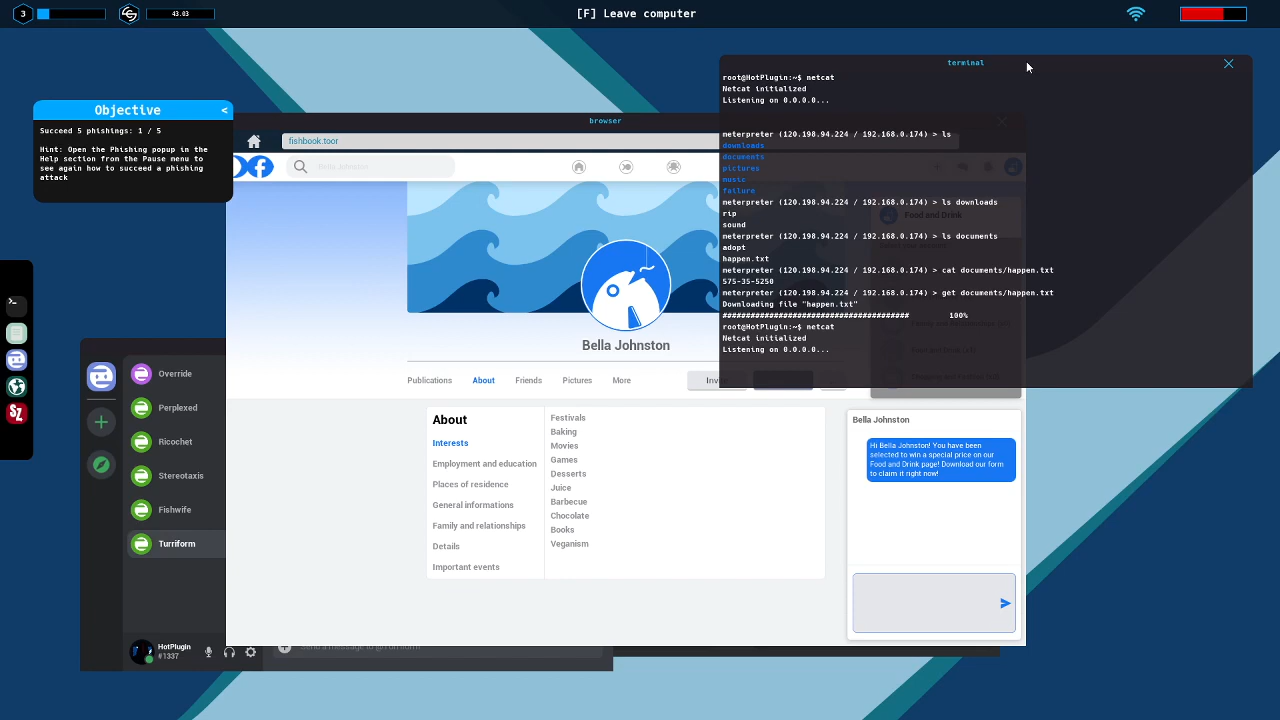 3
43.03
[F] Leave computer
Objective <
Succeed 5 phishings: 1 / 5
Hint: Open the Phishing popup in the
Help section from the Pause menu to
see again how to succeed a phishing
attack
terminal
root@HotPlugin:~$ netcat
Netcat initialized
Listening on 0.0.0.0...
meterpreter (120.198.94.224 / 192.168.0.174) > ls
downloads
documents
pictures
music
failure
meterpreter (120.198.94.224 / 192.168.0.174) > ls downloads
rip
sound
meterpreter (120.198.94.224 / 192.168.0.174) > ls documents
adopt
happen.txt
meterpreter (120.198.94.224 / 192.168.0.174) > cat documents/happen.txt
575-35-5250
meterpreter (120.198.94.224 / 192.168.0.174) > get documents/happen.txt
Downloading file "happen.txt"
####################################### 100%
root@HotPlugin:~$ netcat
Netcat initialized
Listening on 0.0.0.0...
browser
fishbook.toor
Bella Johnston
Food and Drink
Bella Johnston
Publications
About
Friends
Pictures
More
About
Interests
Employment and education
Places of residence
General informations
Family and relationships
Details
Important events
Festivals
Baking
Movies
Games
Desserts
Juice
Barbecue
Chocolate
Books
Veganism
Bella Johnston
Hi Bella Johnston! You have been
selected to win a special price on our
Food and Drink page! Download our form
to claim it right now!
Override
Perplexed
Ricochet
Stereotaxis
Fishwife
Turriform
HotPlugin
#1337
SZ